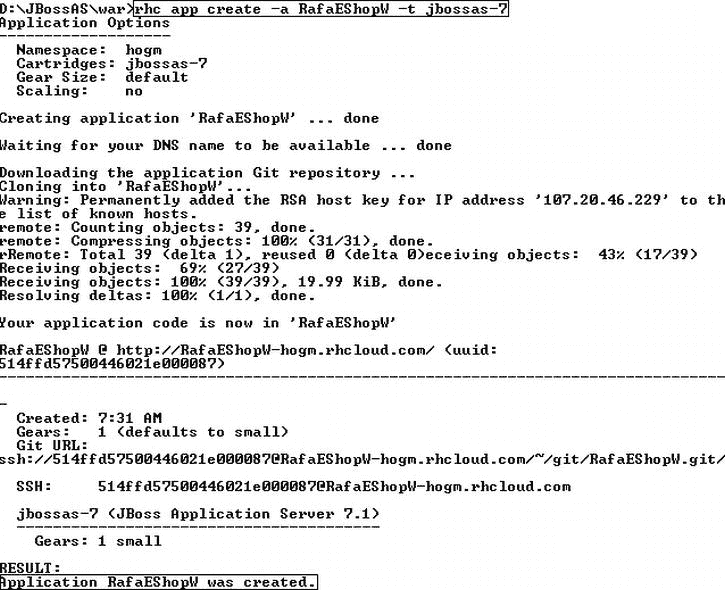 D:\JBossAS\war>rhc app create -a RafaEShopW -t jbossas-7
Application Options
-------------------
  Namespace:  hogm
  Cartridges: jbossas-7
  Gear Size:  default
  Scaling:    no
Creating application 'RafaEShopW' ... done
Waiting for your DNS name to be available ... done
Downloading the application Git repository ...
Cloning into 'RafaEShopW'...
Warning: Permanently added the RSA host key for IP address '107.20.46.229' to th
e list of known hosts.
remote: Counting objects: 39, done.
remote: Compressing objects: 100% (31/31), done.
rRemote: Total 39 (delta 1), reused 0 (delta 0)eceiving objects:  43% (17/39)
Receiving objects:  69% (27/39)
Receiving objects: 100% (39/39), 19.99 KiB, done.
Resolving deltas: 100% (1/1), done.
Your application code is now in 'RafaEShopW'
RafaEShopW @ http://RafaEShopW-hogm.rhcloud.com/ (uuid:
514ffd57500446021e000087)
--------------------------------------------------------------------------------
-
  Created: 7:31 AM
  Gears:   1 (defaults to small)
  Git URL:
ssh://514ffd57500446021e000087@RafaEShopW-hogm.rhcloud.com/~/git/RafaEShopW.git/
  SSH:     514ffd57500446021e000087@RafaEShopW-hogm.rhcloud.com
  jbossas-7 (JBoss Application Server 7.1)
  ----------------------------------------
    Gears: 1 small
RESULT:
Application RafaEShopW was created.